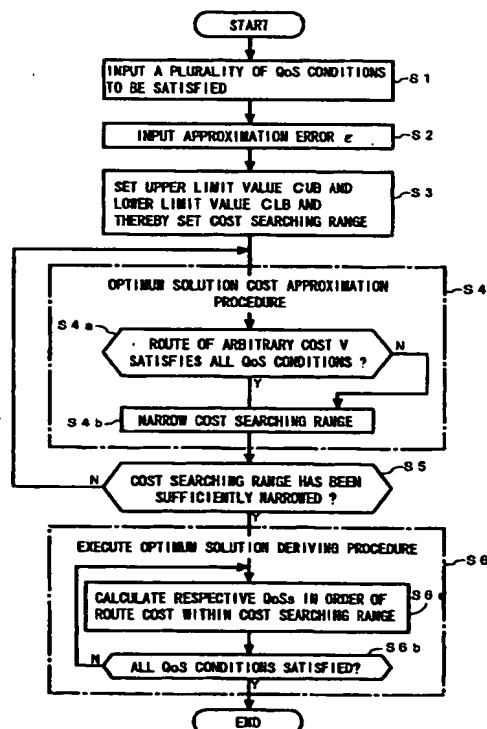 START
INPUT A PLURALITY OF QoS CONDITIONS
TO BE SATISFIED
S1
INPUT APPROXIMATION ERROR ε
S2
SET UPPER LIMIT VALUE CUB AND
LOWER LIMIT VALUE CLB AND
THEREBY SET COST SEARCHING RANGE
S3
OPTIMUM SOLUTION COST APPROXIMATION
PROCEDURE
S4
S4a
ROUTE OF ARBITRARY COST V
SATISFIES ALL QoS CONDITIONS ?
N
Y
S4b
NARROW COST SEARCHING RANGE
S5
N
COST SEARCHING RANGE HAS BEEN
SUFFICIENTLY NARROWED ?
Y
EXECUTE OPTIMUM SOLUTION DERIVING PROCEDURE
S6
CALCULATE RESPECTIVE QoSs IN ORDER OF
ROUTE COST WITHIN COST SEARCHING RANGE
S6
S6b
N
ALL QoS CONDITIONS SATISFIED?
Y
END